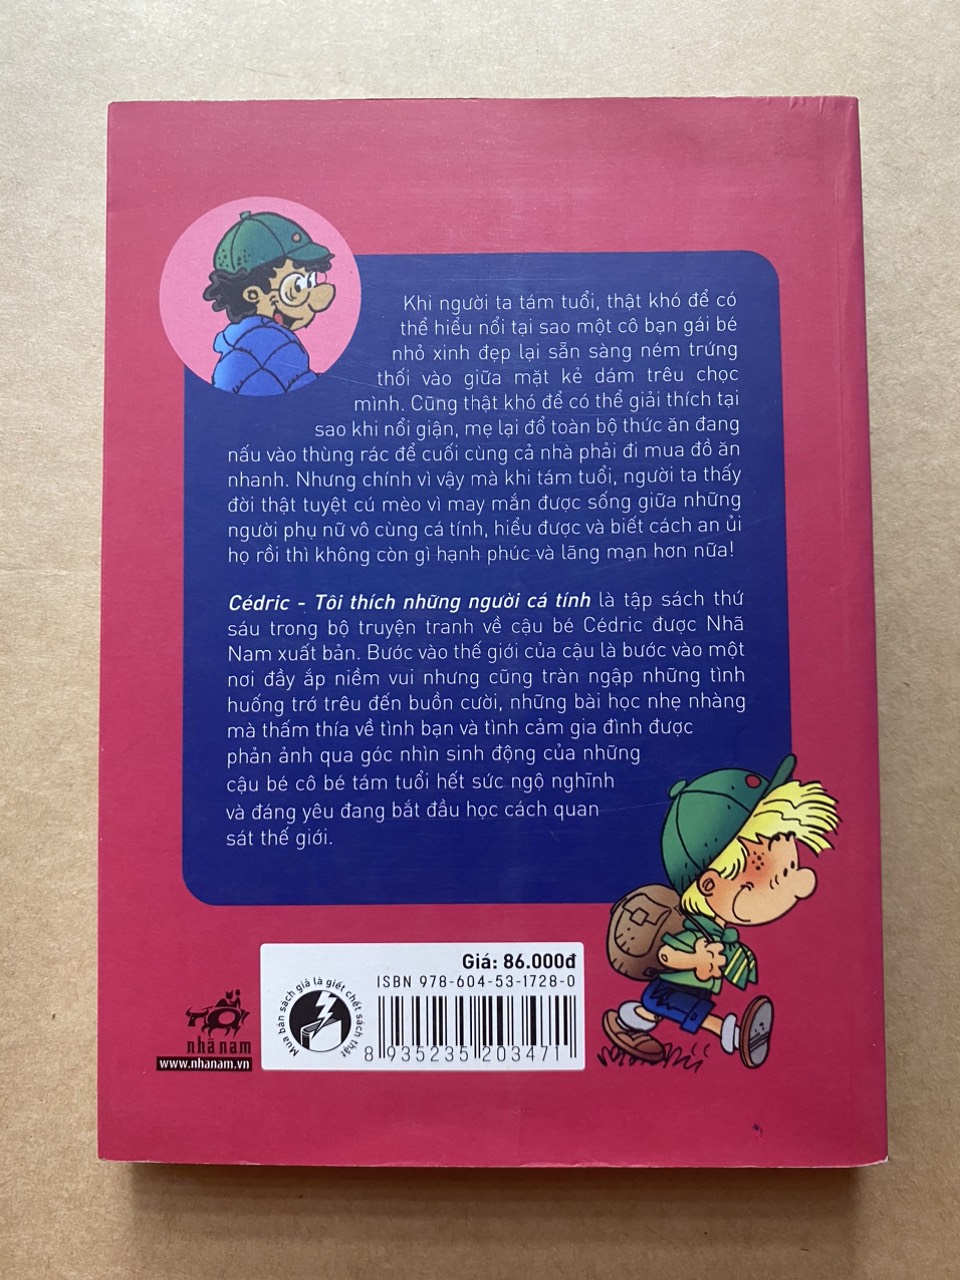 Khi người ta tám tuổi, thật khó để có
thể hiểu nổi tại sao một cô bạn gái bé
nhỏ xinh đẹp lại sẵn sàng ném trứng
thối vào giữa mặt kẻ dám trêu chọc
mình. Cũng thật khó để có thể giải thích tại
sao khi nổi giận, mẹ lại đổ toàn bộ thức ăn đang
nấu vào thùng rác để cuối cùng cả nhà phải đi mua đồ ăn
nhanh. Nhưng chính vì vậy mà khi tám tuổi, người ta thấy
đời thật tuyệt cú mèo vì may mắn được sống giữa những
người phụ nữ vô cùng cá tính, hiểu được và biết cách an ủi
họ rồi thì không còn gì hạnh phúc và lãng mạn hơn nữa!
Cédric - Tôi thích những người cá tính là tập sách thứ
sáu trong bộ truyện tranh về cậu bé Cédric được Nhã
Nam xuất bản. Bước vào thế giới của cậu là bước vào một
nơi đầy ắp niềm vui nhưng cũng tràn ngập những tình
huống trớ trêu đến buồn cười, những bài học nhẹ nhàng
mà thấm thía về tình bạn và tình cảm gia đình được
phản ảnh qua góc nhìn sinh động của những
cậu bé cô bé tám tuổi hết sức ngộ nghĩnh
và đáng yêu đang bắt đầu học cách quan
sát thế giới.
nhã nam
www.nhanam.vn
Mua bán sách giả là giết chết sách thật
Giá: 86.000đ
ISBN 978-604-53-1728-0
8 935235 203471